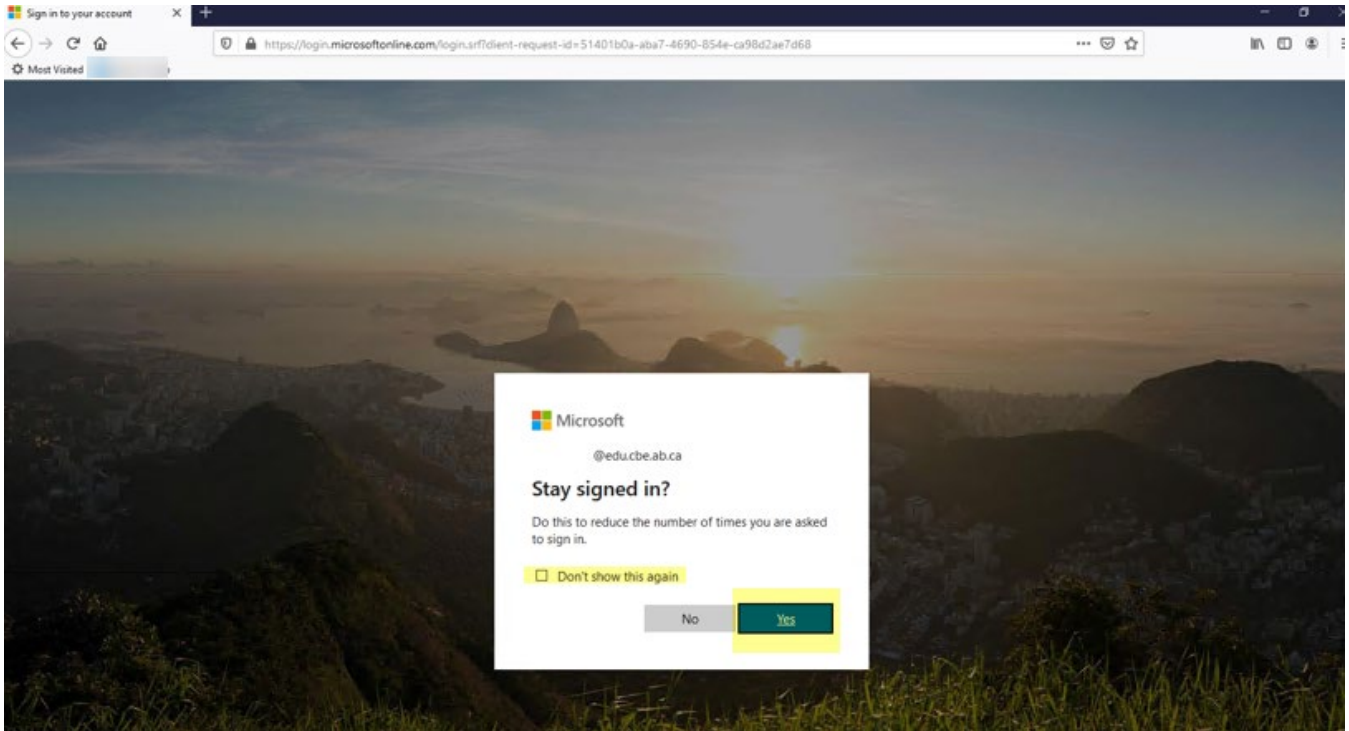 Sign in to your account
https://login.microsoftonline.com/login.srf?client-request-id=51401b0a-aba7-4690-854e-ca98d2ae7d68
Most Visited
Microsoft
@edu.cbe.ab.ca
Stay signed in?
Do this to reduce the number of times you are asked
to sign in.
Don't show this again
No Yes